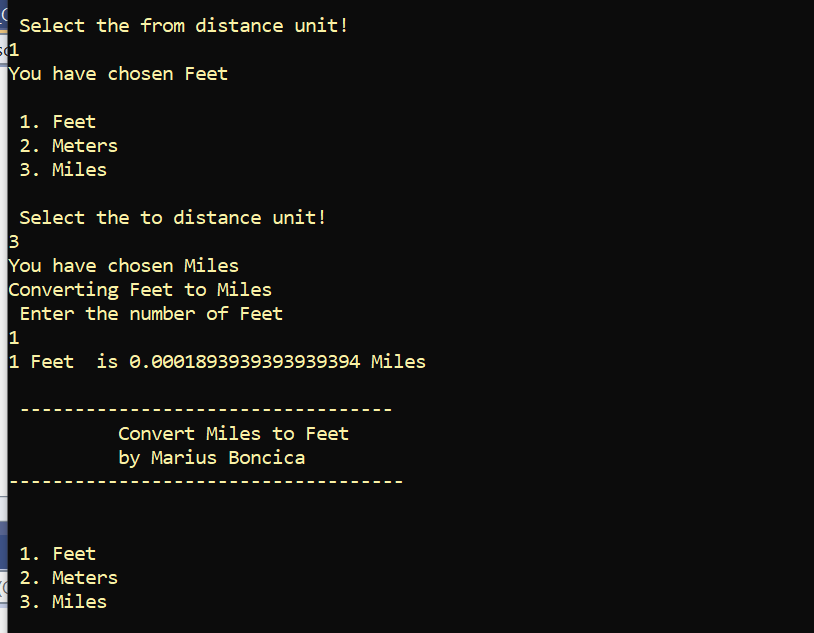 Select the from distance unit!
1
You have chosen Feet
1. Feet
2. Meters
3. Miles
Select the to distance unit!
3
You have chosen Miles
Converting Feet to Miles
Enter the number of Feet
1
1 Feet  is 0.0001893939393939394 Miles
----------------------------------
Convert Miles to Feet
by Marius Boncica
------------------------------------
1. Feet
2. Meters
3. Miles